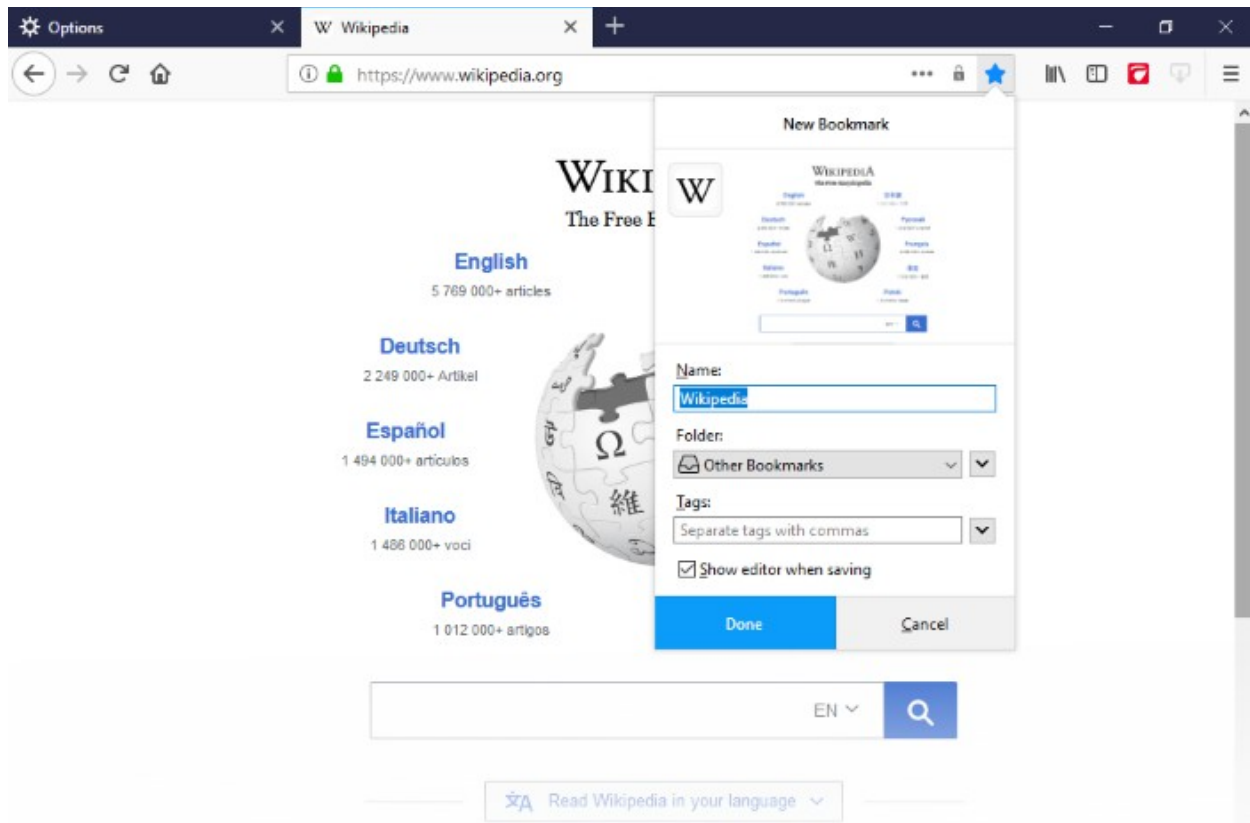 Options
W Wikipedia
https://www.wikipedia.org
New Bookmark
WIKI
The Free E
W
WIKIPEDIA
English
5 769 000+ articles
Deutsch
2 249 000+ Artikel
Español
1 494 000+ artículos
Italiano
1 486 000+ voci
Português
1 012 000+ artigos
Ω
維
Name:
Wikipedia
Folder:
Other Bookmarks
Tags:
Separate tags with commas
Show editor when saving
Done
Cancel
EN
Read Wikipedia in your language